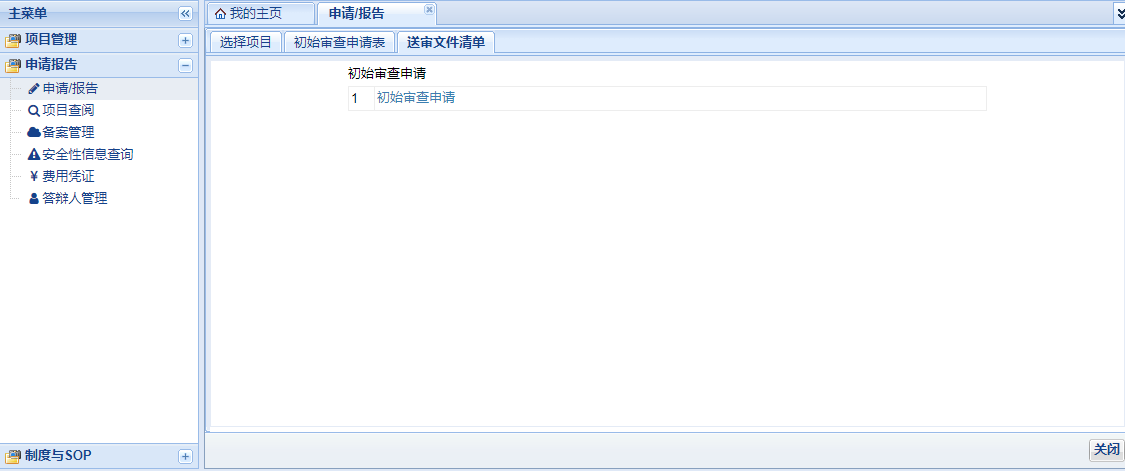 主菜单
项目管理
申请报告
申请/报告
项目查阅
备案管理
安全性信息查询
费用凭证
答辩人管理
制度与SOP
我的主页 申请/报告
选择项目 初始审查申请表 送审文件清单
初始审查申请
1 初始审查申请
关闭